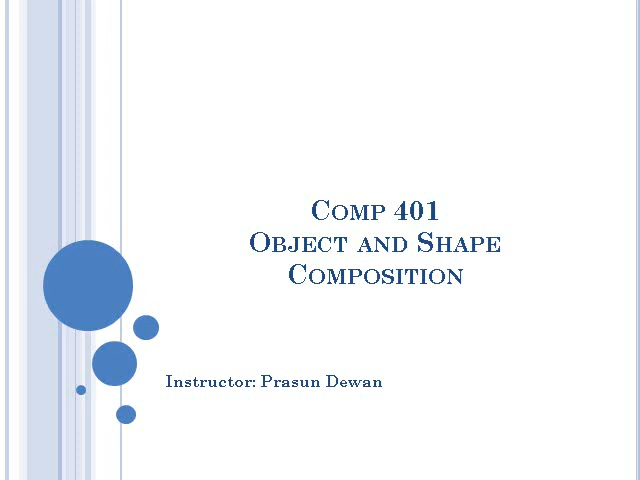 Comp 401
Object and Shape
Composition
Instructor: Prasun Dewan